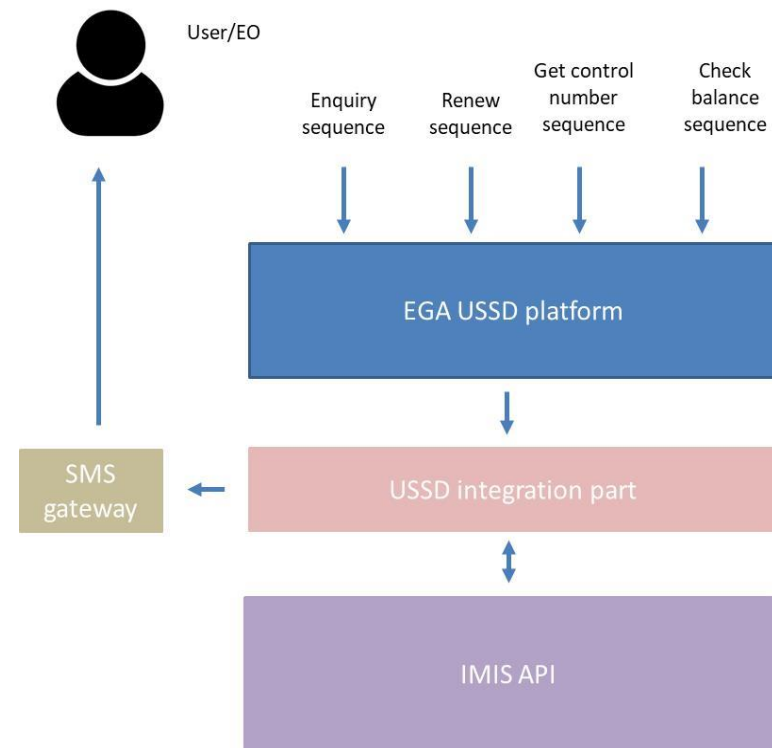 User/EO
Enquiry
sequence
Renew
sequence
Get control
number
sequence
Check
balance
sequence
EGA USSD platform
SMS
gateway
USSD integration part
IMIS API